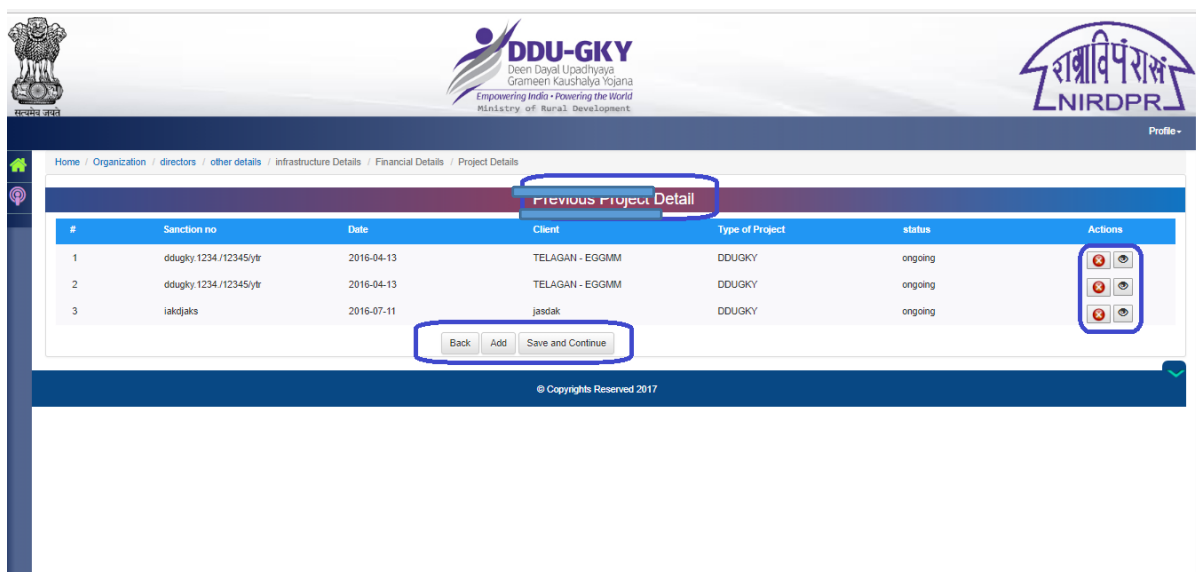 सत्यमेव जयते
DDU-GKY
Deen Dayal Upadhyaya
Grameen Kaushalya Yojana
Empowering India • Powering the World
Ministry of Rural Development
राग्राविपंरासं
NIRDPR
Profile
Home / Organization / directors / other details / infrastructure Details / Financial Details / Project Details
Previous Project Detail
# Sanction no Date Client Type of Project status Actions
1 ddugky.1234./12345/ytr 2016-04-13 TELAGAN - EGGMM DDUGKY ongoing
2 ddugky.1234./12345/ytr 2016-04-13 TELAGAN - EGGMM DDUGKY ongoing
3 iakdjaks 2016-07-11 jasdak DDUGKY ongoing
Back Add Save and Continue
© Copyrights Reserved 2017